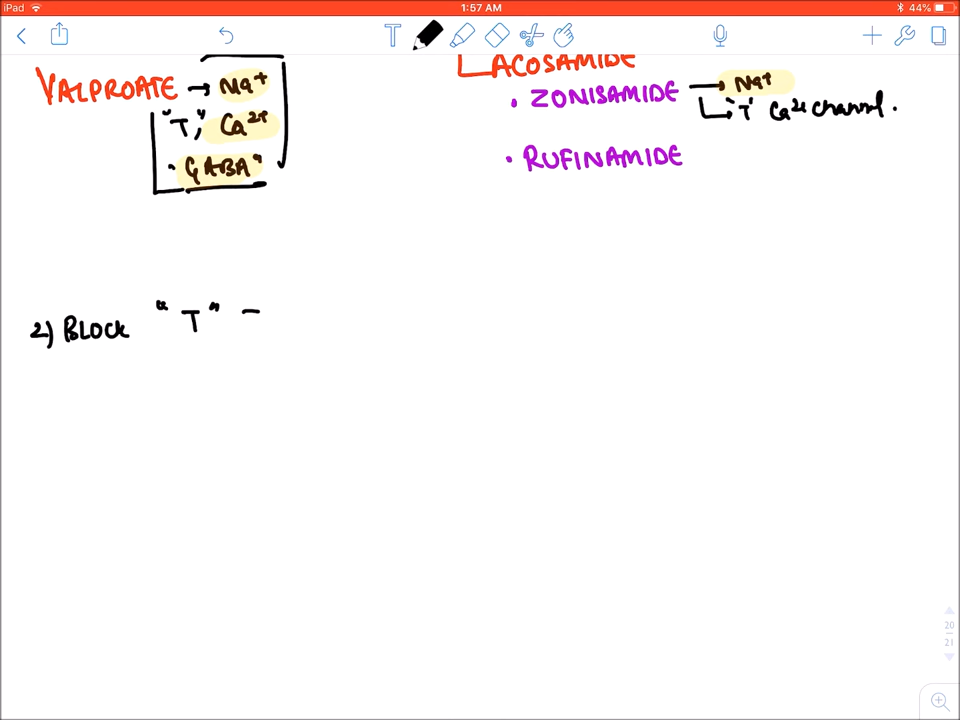 iPad 1:57 AM 44%
T
VALPROATE → Na+
"T," Ca2+
· GABA"
LACOSAMIDE
· ZONISAMIDE → Na+
'T' Ca2+ channel.
· RUFINAMIDE
2) BLOCK "T" -
20
21